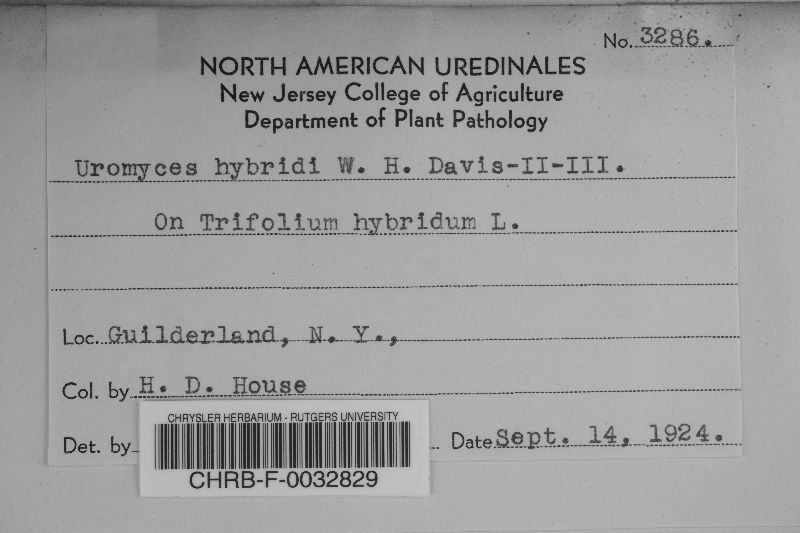 No. 3286.
NORTH AMERICAN UREDINALES
New Jersey College of Agriculture
Department of Plant Pathology
Uromyces hybridi W. H. Davis-II-III.
On Trifolium hybridum L.
Loc. Guilderland, N. Y.,
Col. by H. D. House
Det. by
Date Sept. 14, 1924.
CHRYSLER HERBARIUM - RUTGERS UNIVERSITY
CHRB-F-0032829